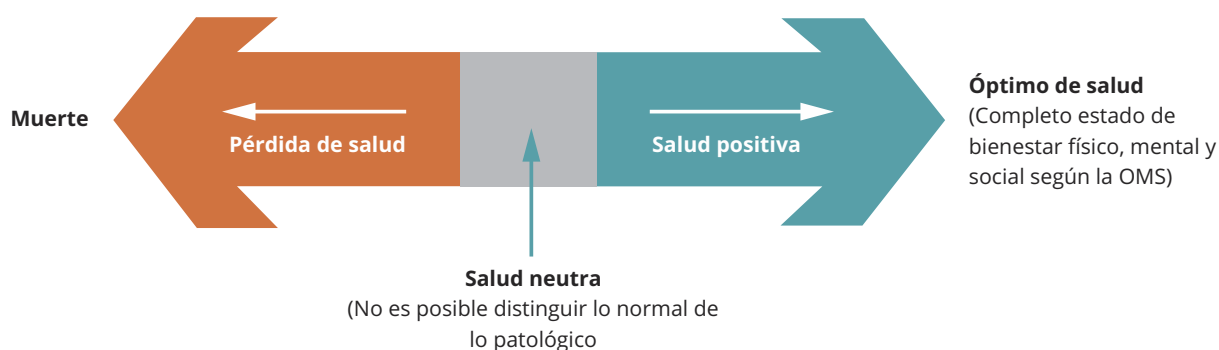 Muerte
Pérdida de salud
Salud positiva
Óptimo de salud
(Completo estado de
bienestar físico, mental y
social según la OMS)
Salud neutra
(No es posible distinguir lo normal de
lo patológico